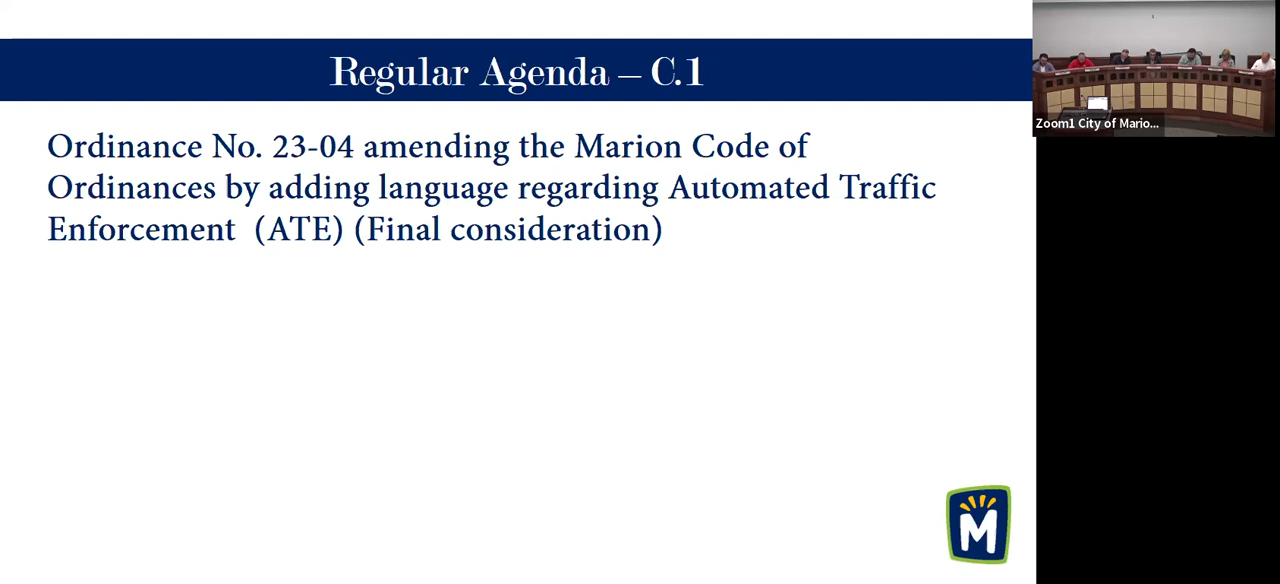 Regular Agenda – C.1
Zoom1 City of Mario...
Ordinance No. 23-04 amending the Marion Code of
Ordinances by adding language regarding Automated Traffic
Enforcement  (ATE) (Final consideration)
M